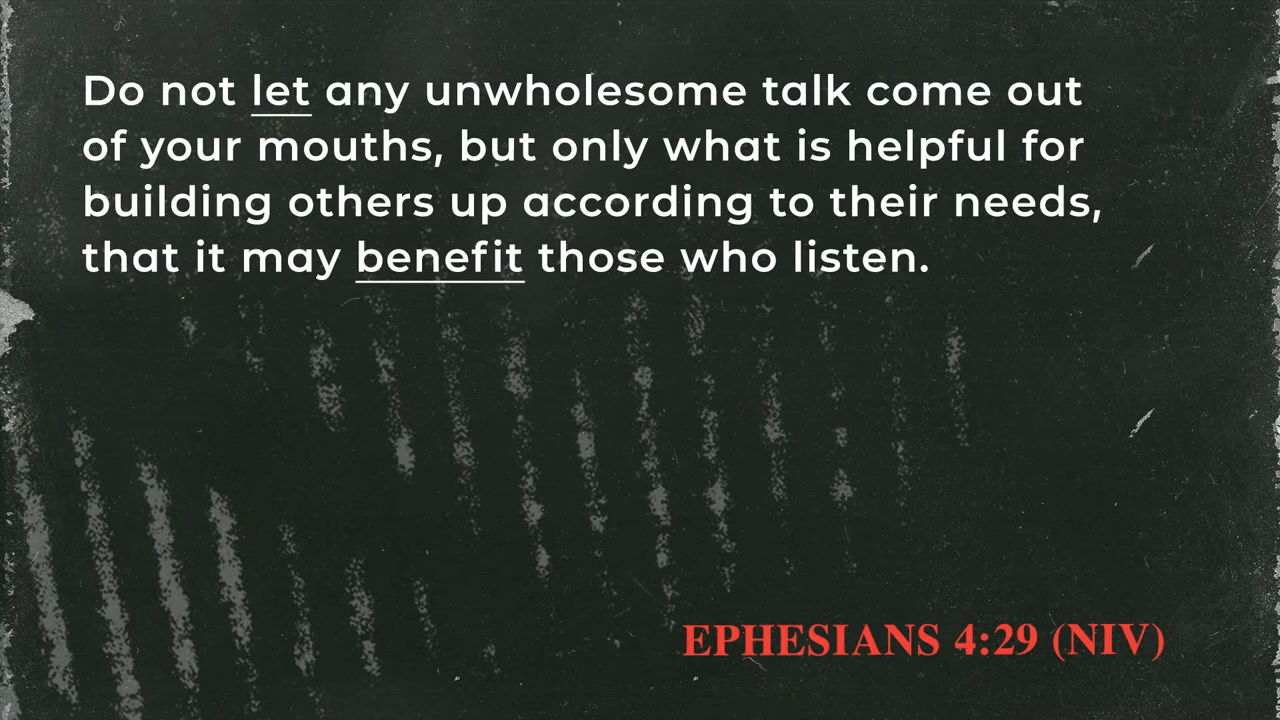 Do not let any unwholesome talk come out
of your mouths, but only what is helpful for
building others up according to their needs,
that it may benefit those who listen.
EPHESIANS 4:29 (NIV)